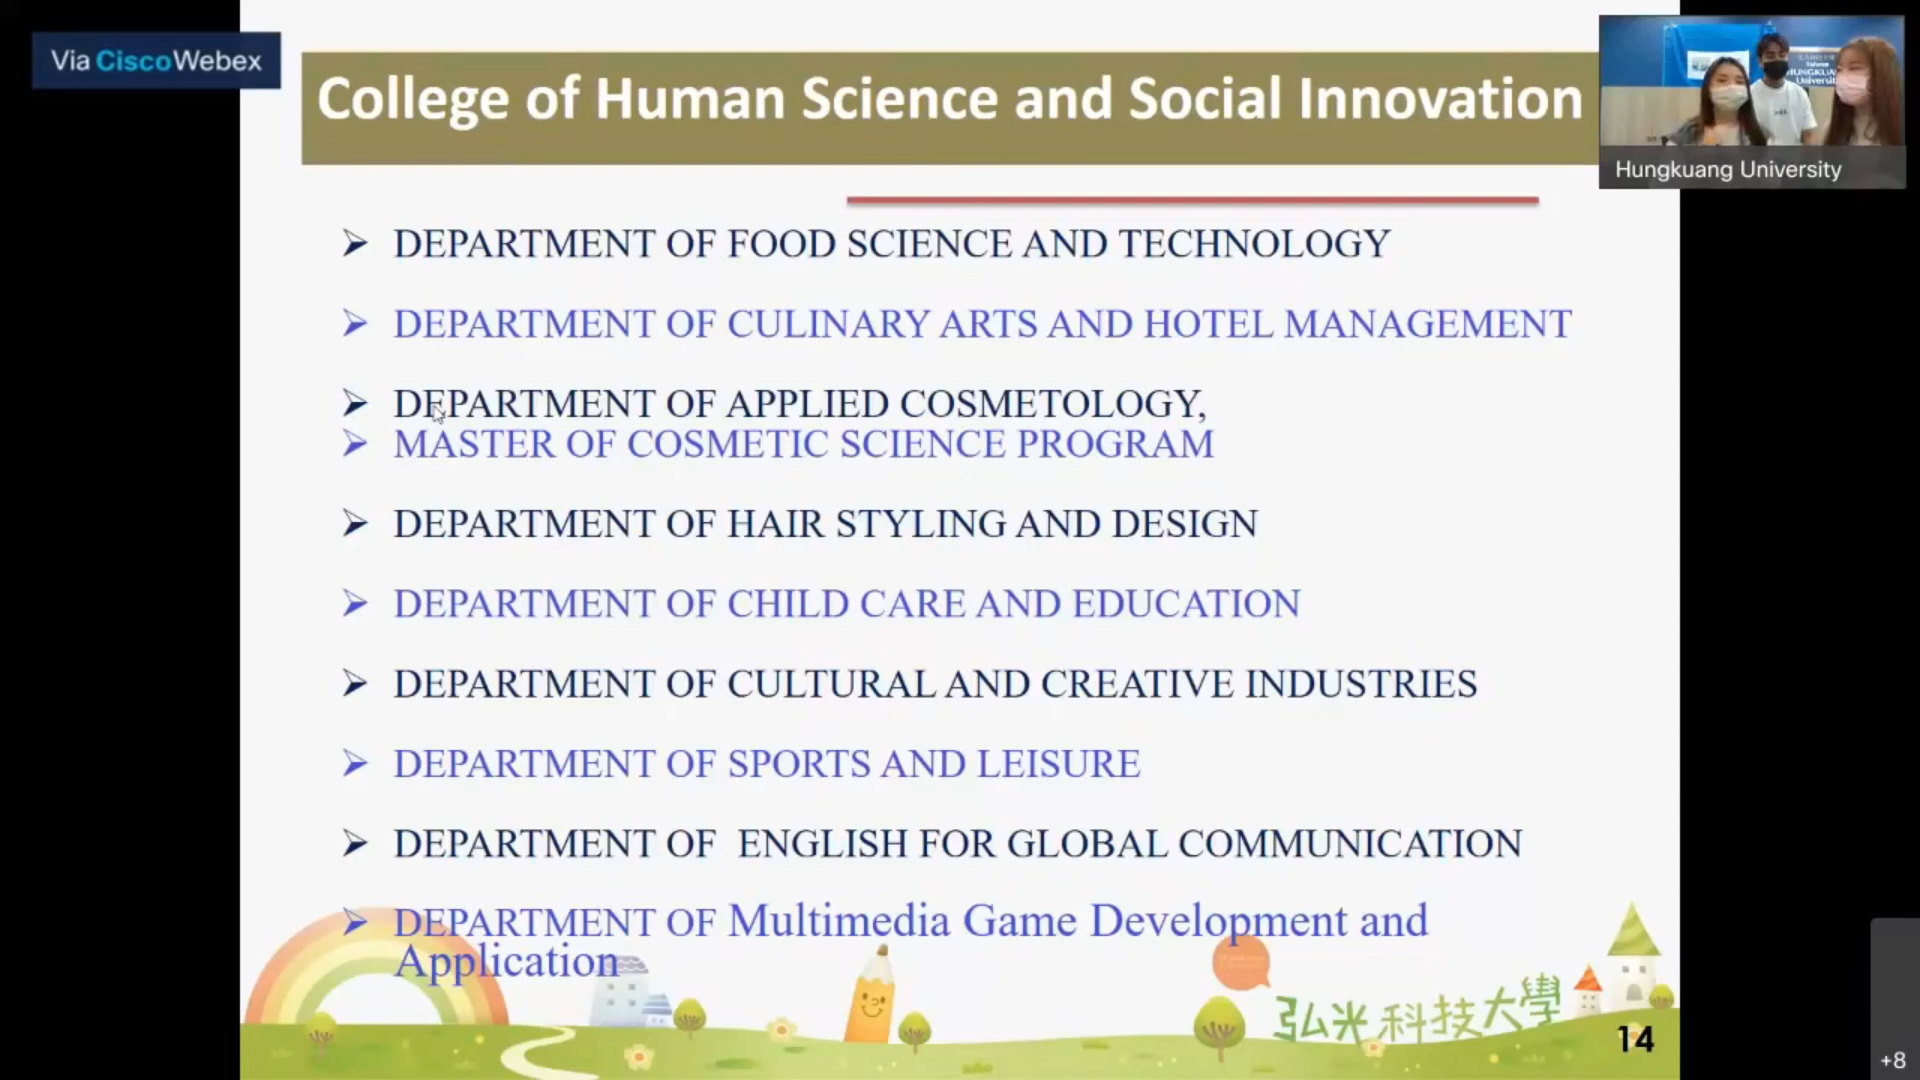 Via CiscoWebex
College of Human Science and Social Innovation
HUNGKUA
Universit
Hungkuang University
➢ DEPARTMENT OF FOOD SCIENCE AND TECHNOLOGY
➢ DEPARTMENT OF CULINARY ARTS AND HOTEL MANAGEMENT
➢ DEPARTMENT OF APPLIED COSMETOLOGY,
➢ MASTER OF COSMETIC SCIENCE PROGRAM
➢ DEPARTMENT OF HAIR STYLING AND DESIGN
➢ DEPARTMENT OF CHILD CARE AND EDUCATION
➢ DEPARTMENT OF CULTURAL AND CREATIVE INDUSTRIES
➢ DEPARTMENT OF SPORTS AND LEISURE
➢ DEPARTMENT OF ENGLISH FOR GLOBAL COMMUNICATION
➢ DEPARTMENT OF Multimedia Game Development and
Application
弘光科技大學
14
+8